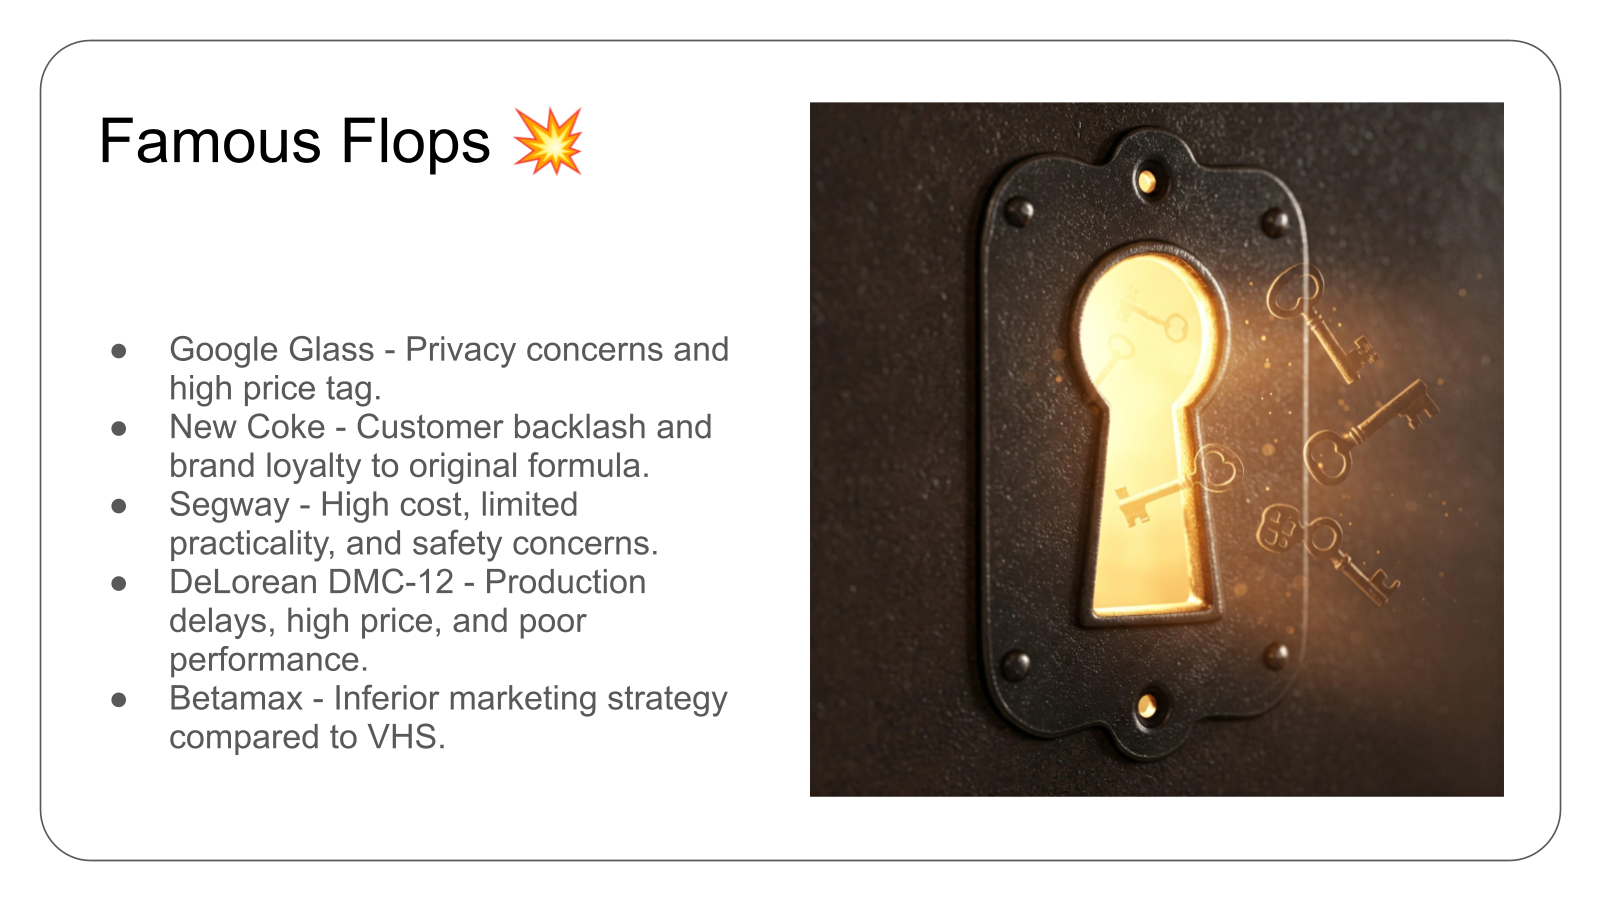 Famous Flops 💥
● Google Glass - Privacy concerns and
high price tag.
● New Coke - Customer backlash and
brand loyalty to original formula.
● Segway - High cost, limited
practicality, and safety concerns.
● DeLorean DMC-12 - Production
delays, high price, and poor
performance.
● Betamax - Inferior marketing strategy
compared to VHS.